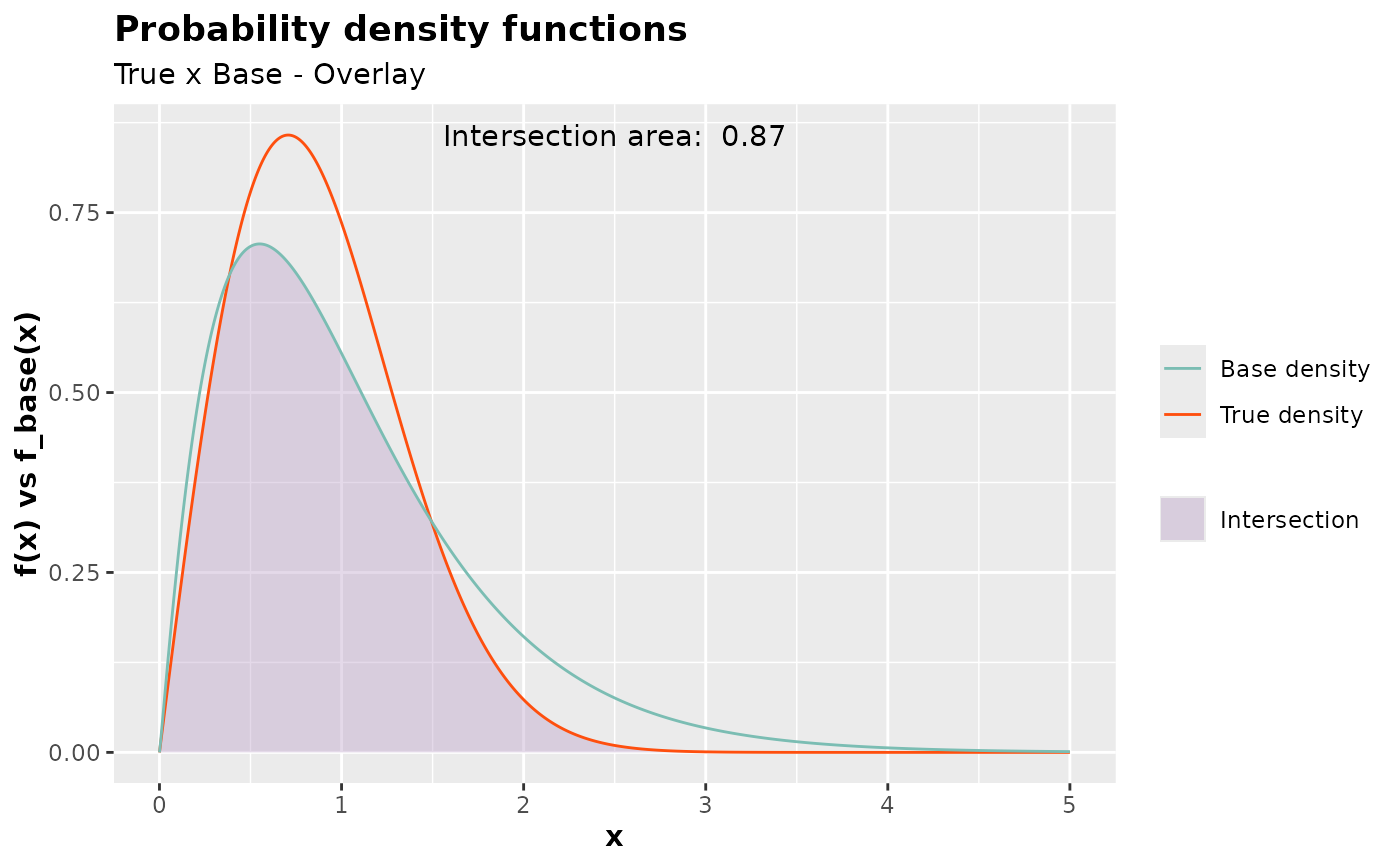 Probability density functions
True x Base - Overlay
Intersection area:  0.87
f(x) vs f_base(x)
0.75
0.50
0.25
0.00
0 1 2 3 4 5
x
Base density
True density
Intersection